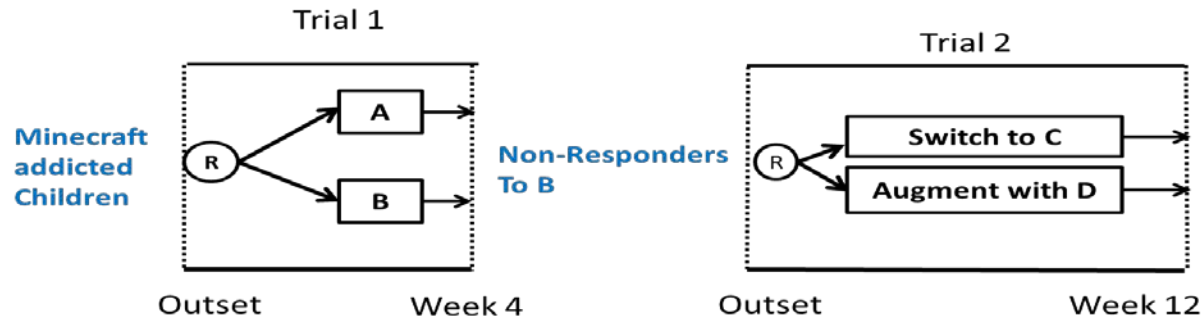 Trial 1
Minecraft
addicted
Children
R
A
B
Outset
Week 4
Non-Responders
To B
Trial 2
R
Switch to C
Augment with D
Outset
Week 12